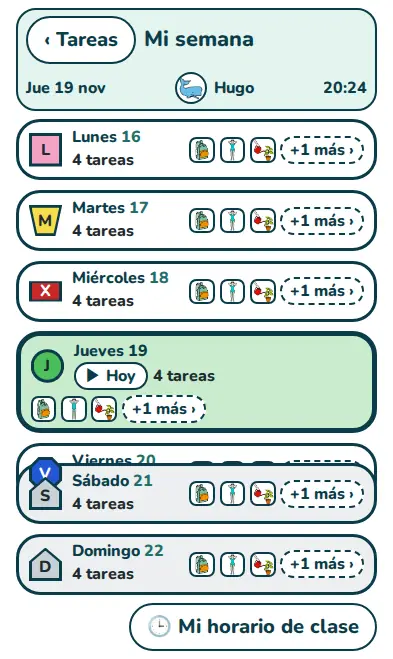 ‹ Tareas Mi semana
Jue 19 nov Hugo 20:24
L Lunes 16
4 tareas +1 más ›
M Martes 17
4 tareas +1 más ›
X Miércoles 18
4 tareas +1 más ›
J Jueves 19
▶ Hoy 4 tareas
+1 más ›
V Viernes 20
S Sábado 21
4 tareas +1 más ›
D Domingo 22
4 tareas +1 más ›
Mi horario de clase